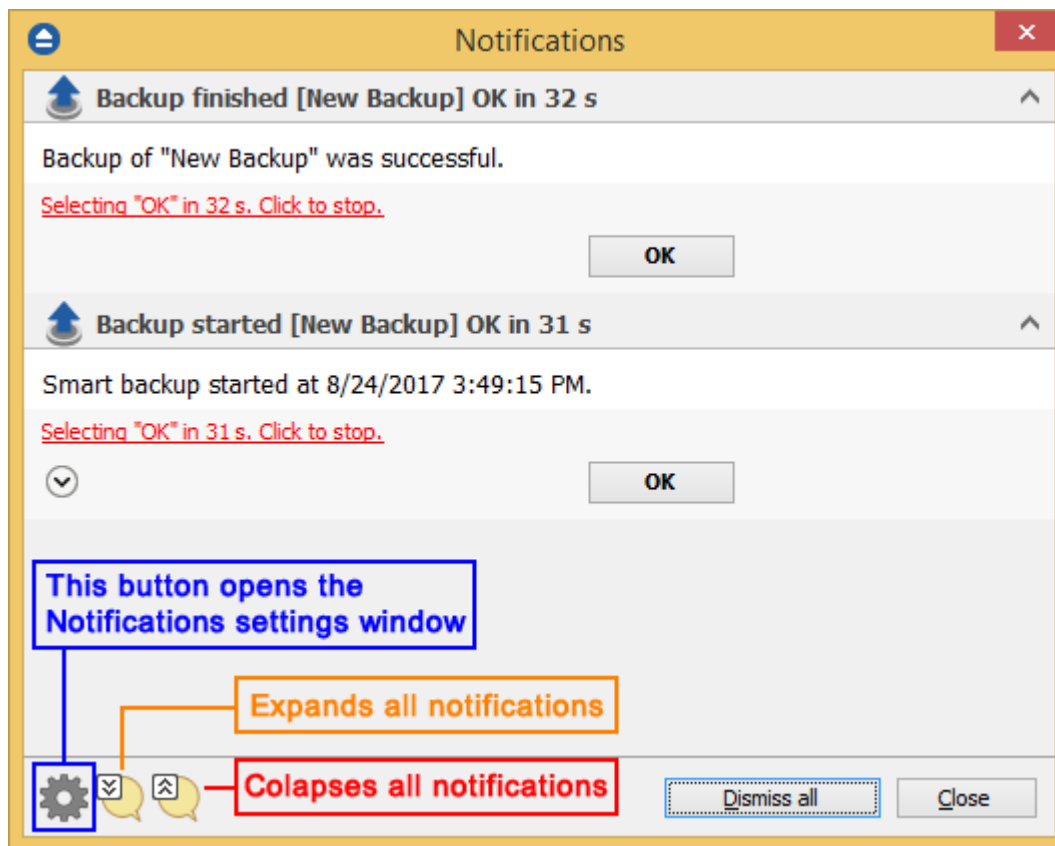 Notifications
Backup finished [New Backup] OK in 32 s
Backup of "New Backup" was successful.
Selecting "OK" in 32 s. Click to stop.
OK
Backup started [New Backup] OK in 31 s
Smart backup started at 8/24/2017 3:49:15 PM.
Selecting "OK" in 31 s. Click to stop.
OK
This button opens the
Notifications settings window
Expands all notifications
Colapses all notifications
Dismiss all
Close